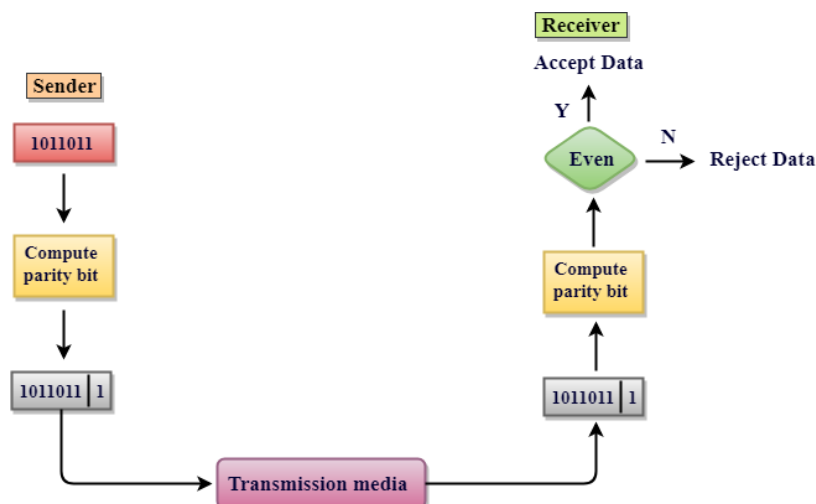 Sender
1011011
Compute
parity bit
1011011 | 1
Transmission media
Receiver
Accept Data
Y
Even
N
Reject Data
Compute
parity bit
1011011 | 1